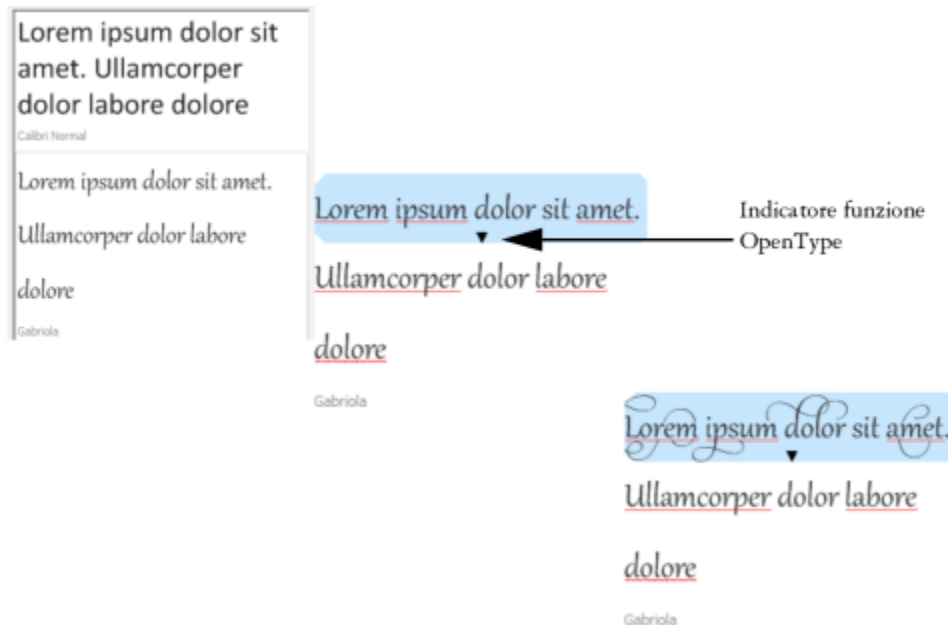 Lorem ipsum dolor sit
amet. Ullamcorper
dolor labore dolore
Calibri Normal
Lorem ipsum dolor sit amet.
Ullamcorper dolor labore
dolore
Gabriola
Lorem ipsum dolor sit amet.
Ullamcorper dolor labore
dolore
Gabriola
Indicatore funzione
OpenType
Lorem ipsum dolor sit amet.
Ullamcorper dolor labore
dolore
Gabriola